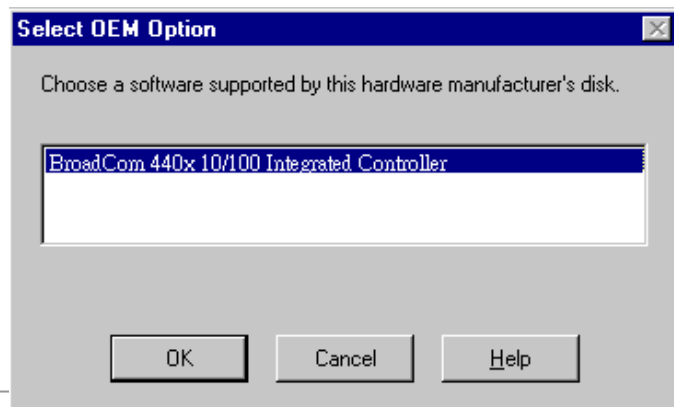 Select OEM Option
Choose a software supported by this hardware manufacturer's disk.
BroadCom 440x 10/100 Integrated Controller
OK
Cancel
Help